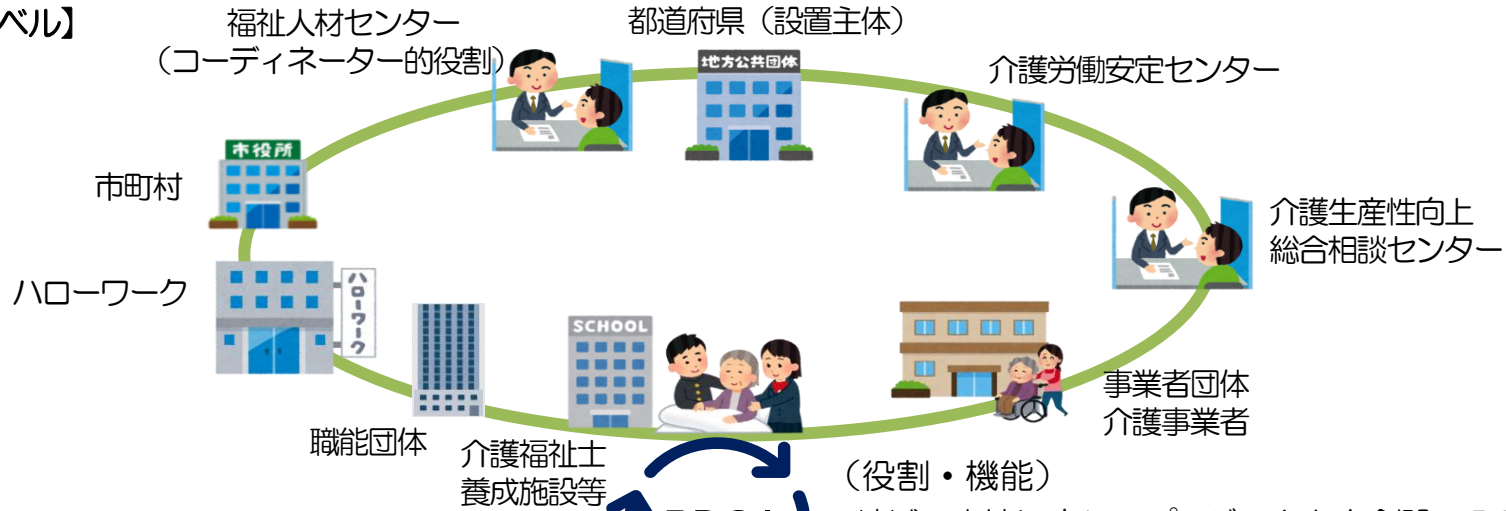 ベル】
福祉人材センター
（コーディネーター的役割）
都道府県（設置主体）
地方公共団体
介護労働安定センター
市役所
市町村
介護生産性向上
総合相談センター
ハローワーク
ハローワーク
SCHOOL
事業者団体
介護事業者
職能団体
介護福祉士
養成施設等
（役割・機能）